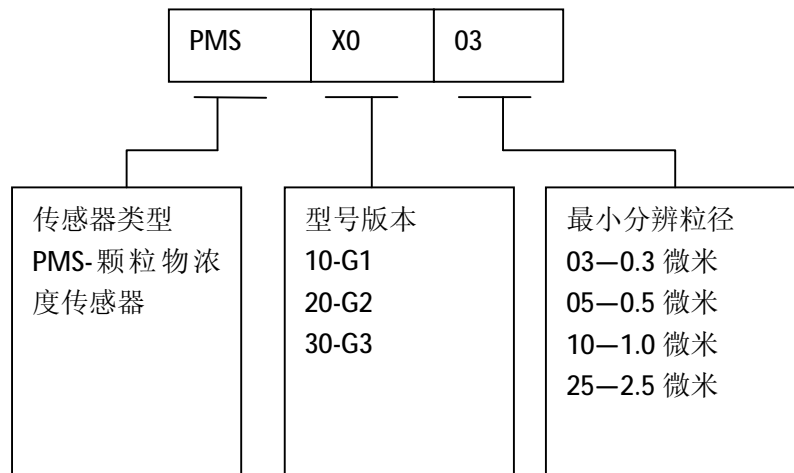 PMS X0 03
传感器类型
PMS-颗粒物浓
度传感器
型号版本
10-G1
20-G2
30-G3
最小分辨粒径
03—0.3 微米
05—0.5 微米
10—1.0 微米
25—2.5 微米